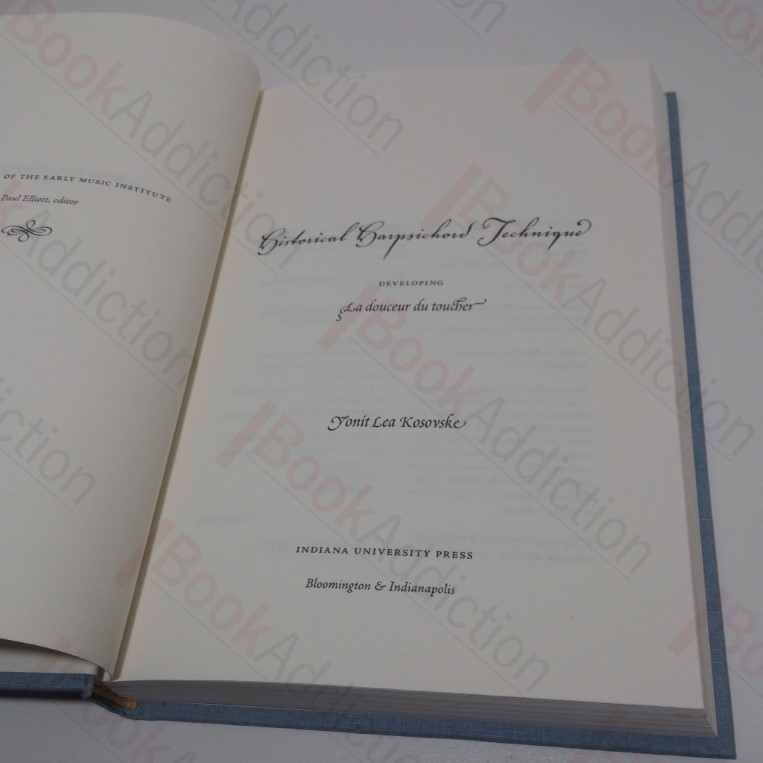 OF THE EARLY MUSIC INSTITUTE
Paul Elliott, editor
Historical Harpsichord Technique
DEVELOPING
La douceur du toucher
Yonit Lea Kosovske
INDIANA UNIVERSITY PRESS
Bloomington & Indianapolis
BookAddiction